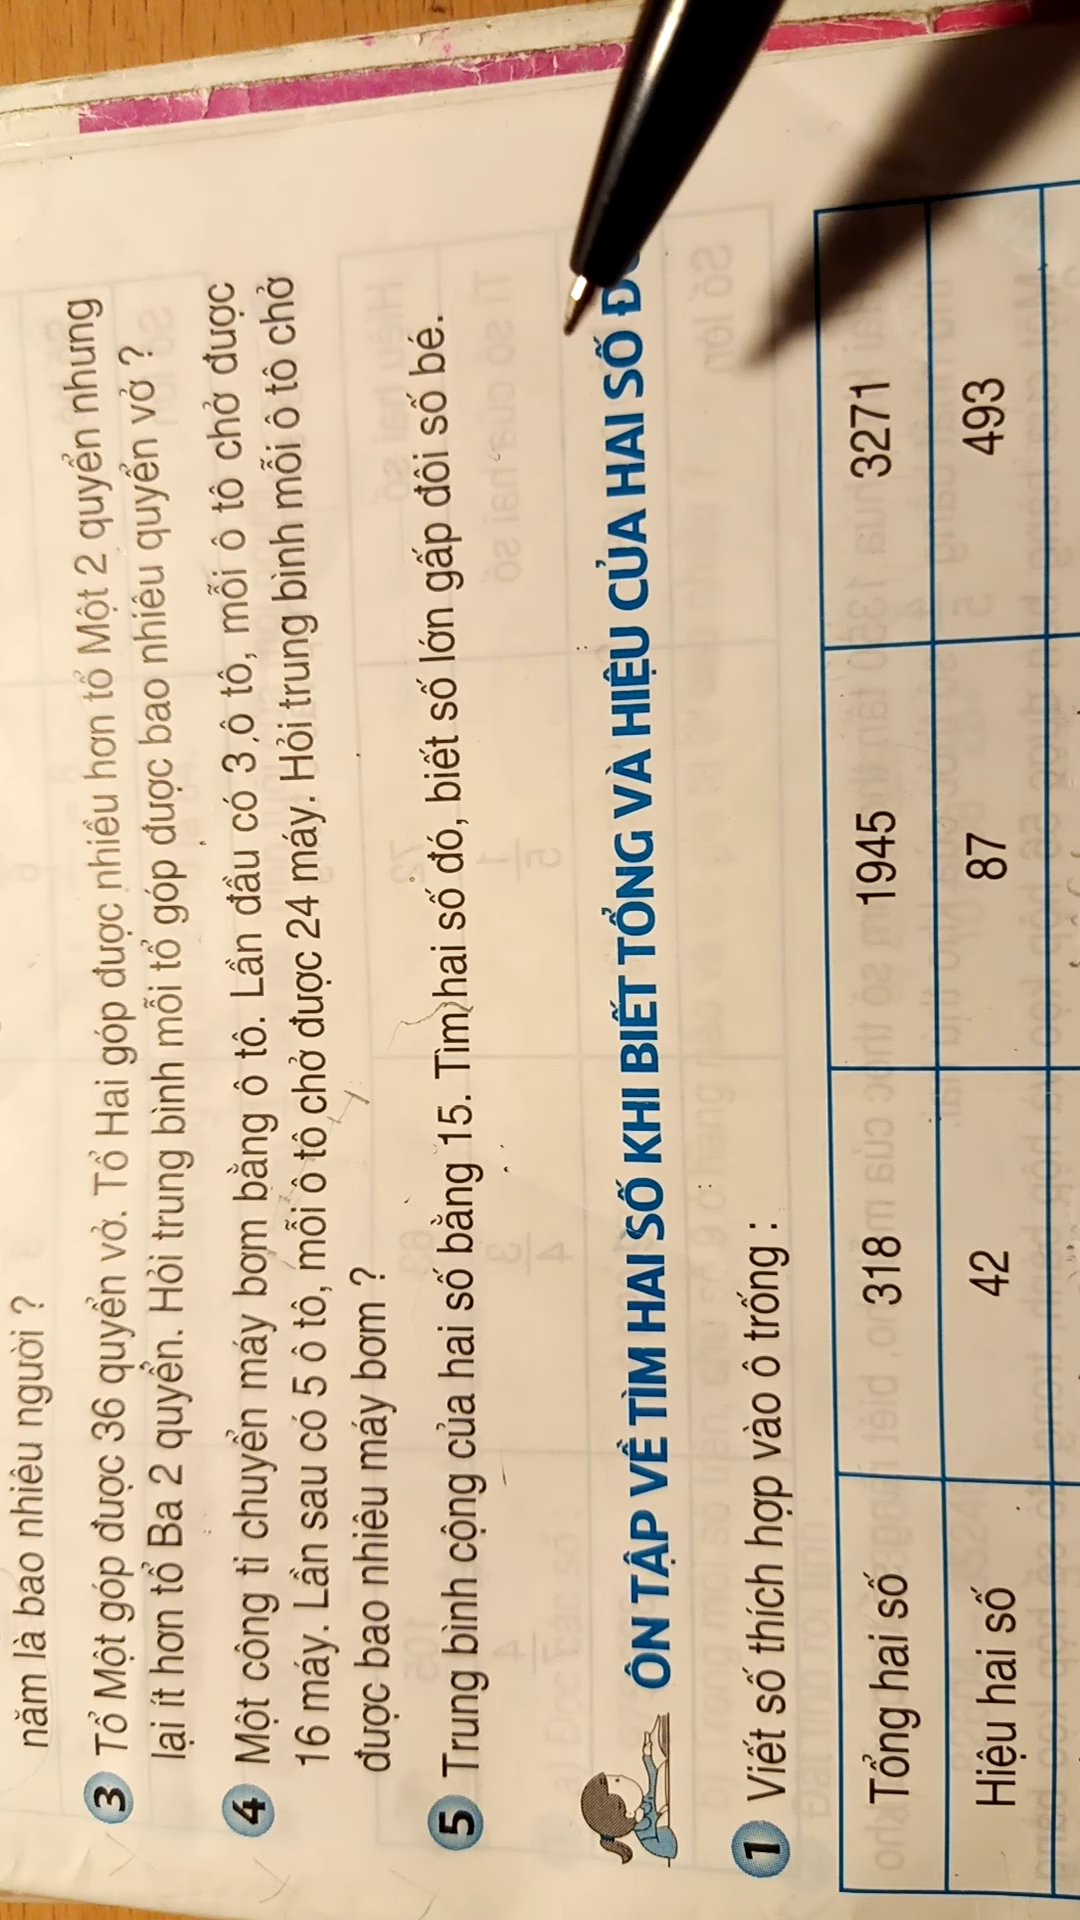 năm là bao nhiêu người ?
3 Tổ Một góp được 36 quyển vở. Tổ Hai góp được nhiều hơn tổ Một 2 quyển nhưng
lại ít hơn tổ Ba 2 quyển. Hỏi trung bình mỗi tổ góp được bao nhiêu quyển vở ?
4 Một công ti chuyển máy bơm bằng ô tô. Lần đầu có 3 ô tô, mỗi ô tô chở được
16 máy. Lần sau có 5 ô tô, mỗi ô tô chở được 24 máy. Hỏi trung bình mỗi ô tô chở
được bao nhiêu máy bơm ?
5 Trung bình cộng của hai số bằng 15. Tìm hai số đó, biết số lớn gấp đôi số bé.
ÔN TẬP VỀ TÌM HAI SỐ KHI BIẾT TỔNG VÀ HIỆU CỦA HAI SỐ
1 Viết số thích hợp vào ô trống :
Tổng hai số 318 1945 3271
Hiệu hai số 42 87 493